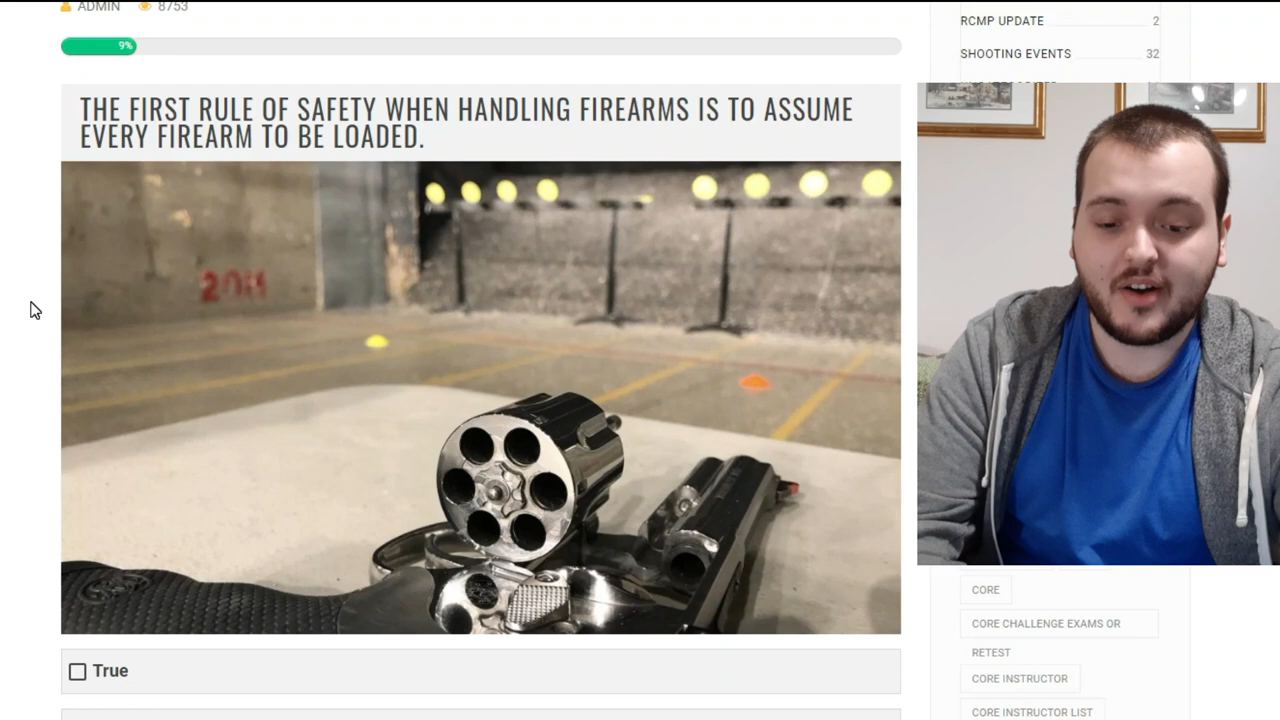 ADMIN 8753
9%
THE FIRST RULE OF SAFETY WHEN HANDLING FIREARMS IS TO ASSUME
EVERY FIREARM TO BE LOADED.
2011
True
RCMP UPDATE 2
SHOOTING EVENTS 32
CORE
CORE CHALLENGE EXAMS OR
RETEST
CORE INSTRUCTOR
CORE INSTRUCTOR LIST